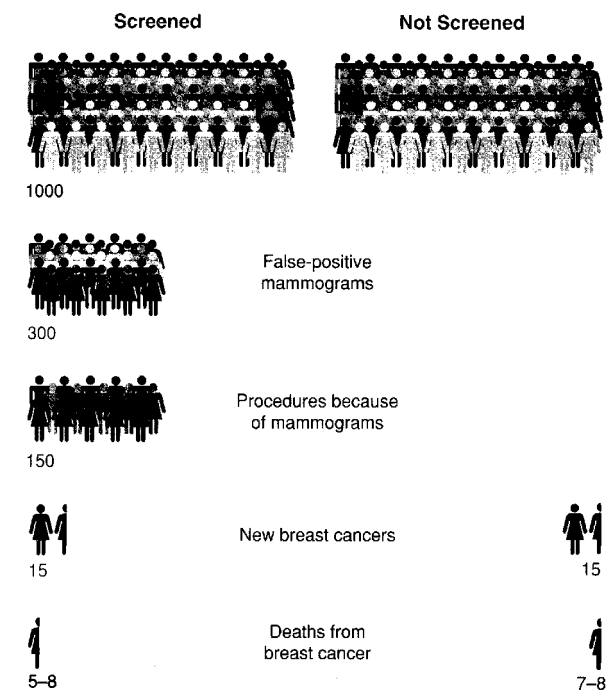 Screened
Not Screened
1000
False-positive
mammograms
300
Procedures because
of mammograms
150
New breast cancers
15
15
Deaths from
breast cancer
5–8
7–8